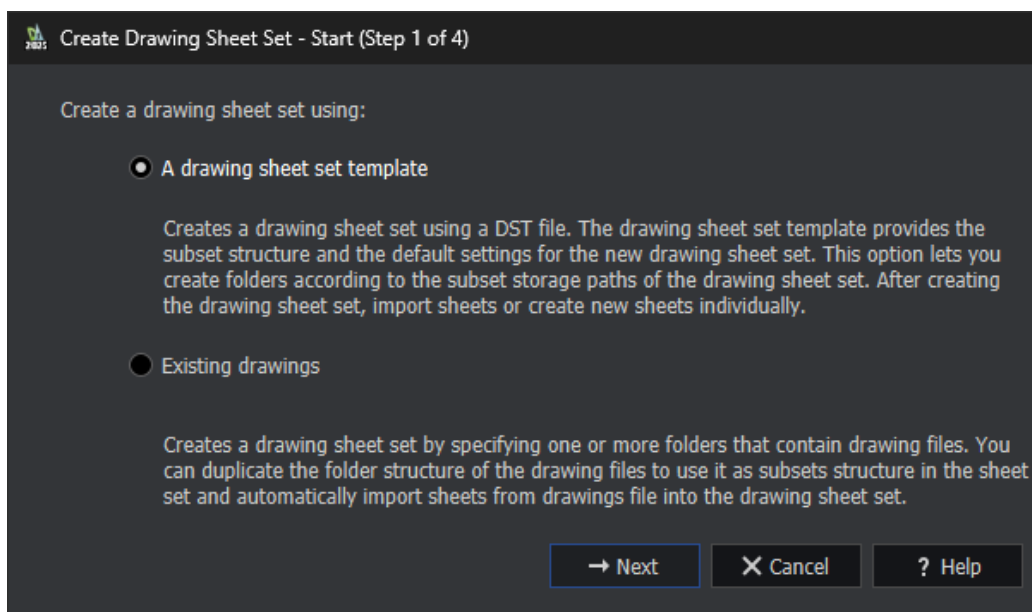 2025
Create Drawing Sheet Set - Start (Step 1 of 4)
Create a drawing sheet set using:
A drawing sheet set template
Creates a drawing sheet set using a DST file. The drawing sheet set template provides the
subset structure and the default settings for the new drawing sheet set. This option lets you
create folders according to the subset storage paths of the drawing sheet set. After creating
the drawing sheet set, import sheets or create new sheets individually.
Existing drawings
Creates a drawing sheet set by specifying one or more folders that contain drawing files. You
can duplicate the folder structure of the drawing files to use it as subsets structure in the sheet
set and automatically import sheets from drawings file into the drawing sheet set.
→ Next
X Cancel
? Help